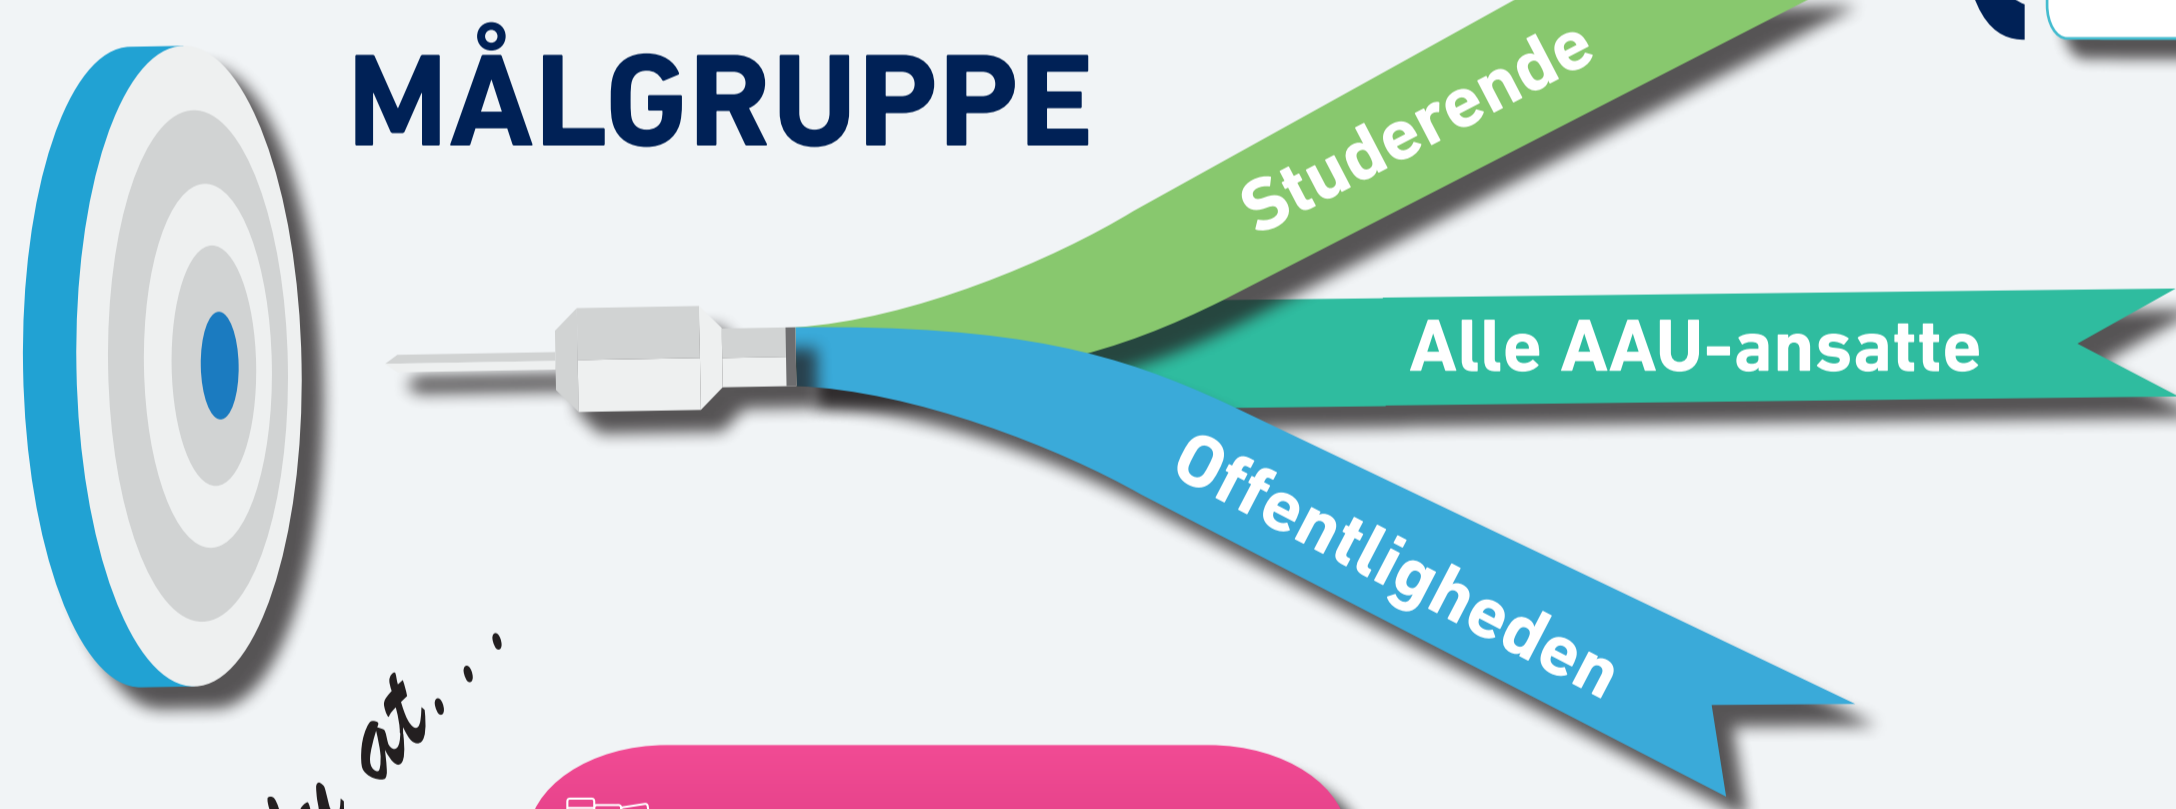 MÅLGRUPPE
Studerende
Alle AAU-ansatte
Offentligheden
at...